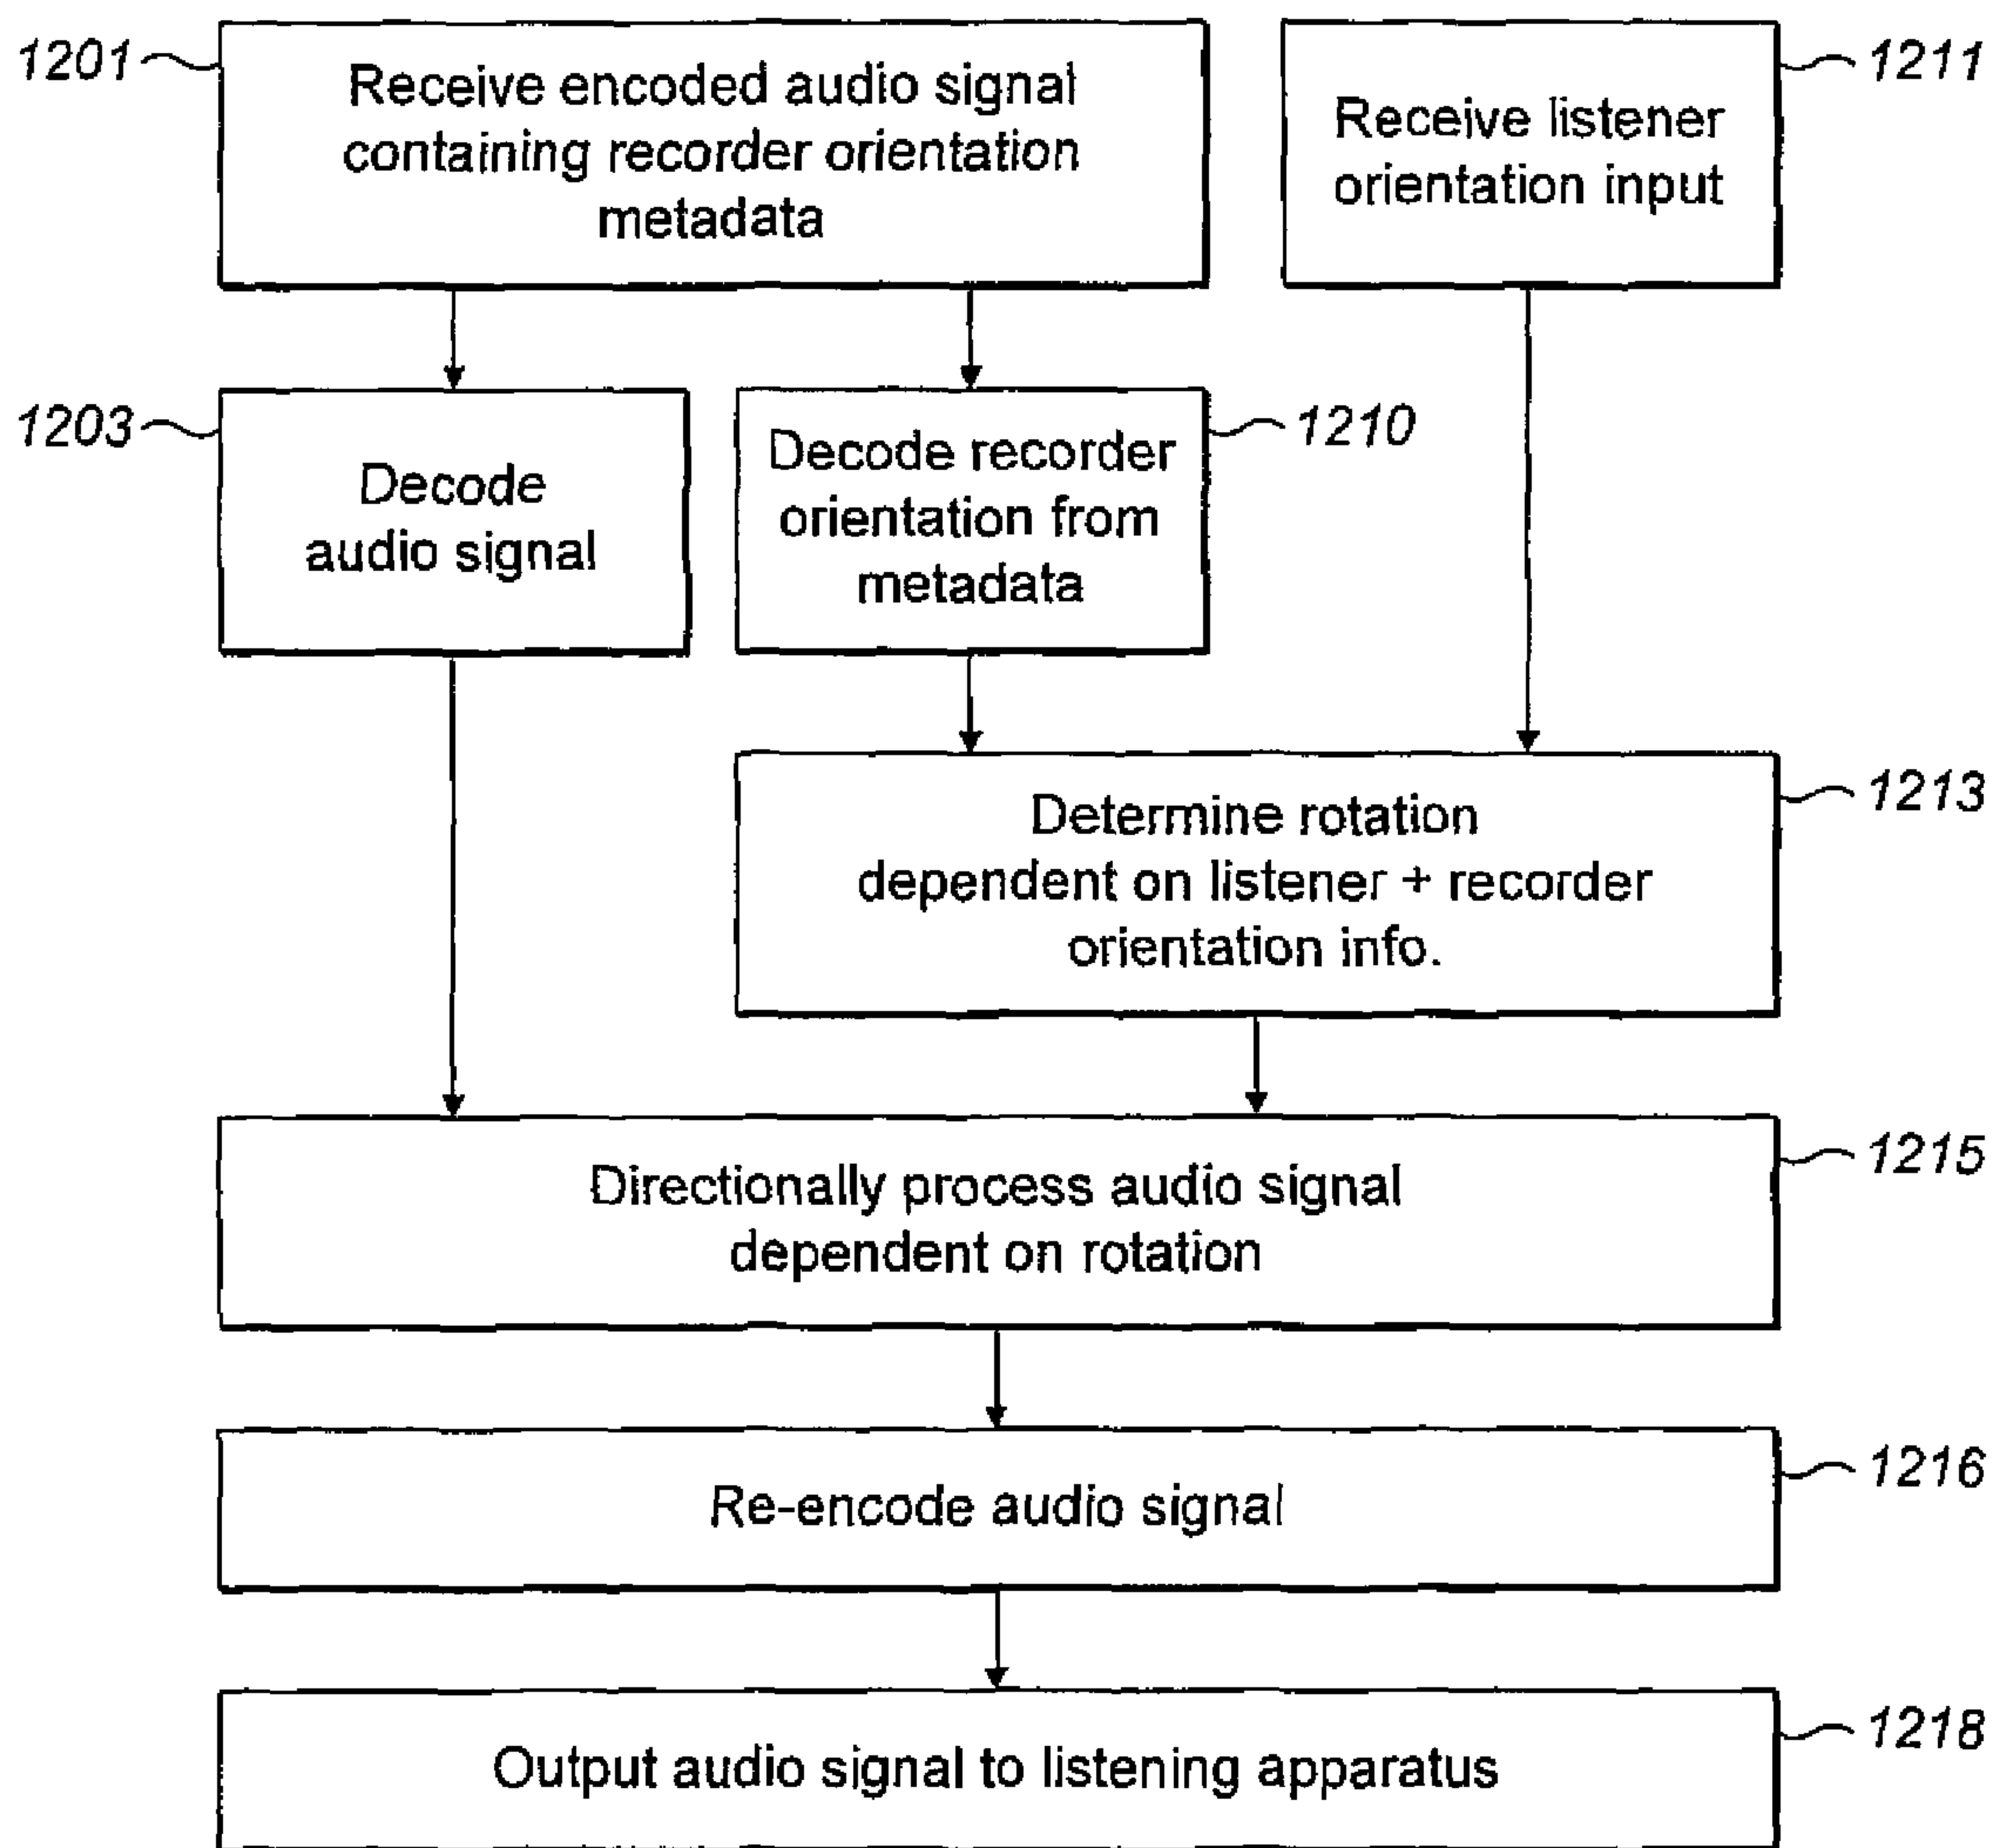 1201
Receive encoded audio signal
containing recorder orientation
metadata
Receive listener
orientation input
1211
1203
Decode
audio signal
Decode recorder
orientation from
metadata
1210
Determine rotation
dependent on listener + recorder
orientation info.
1213
Directionally process audio signal
dependent on rotation
1215
Re-encode audio signal
1216
Output audio signal to listening apparatus
1218